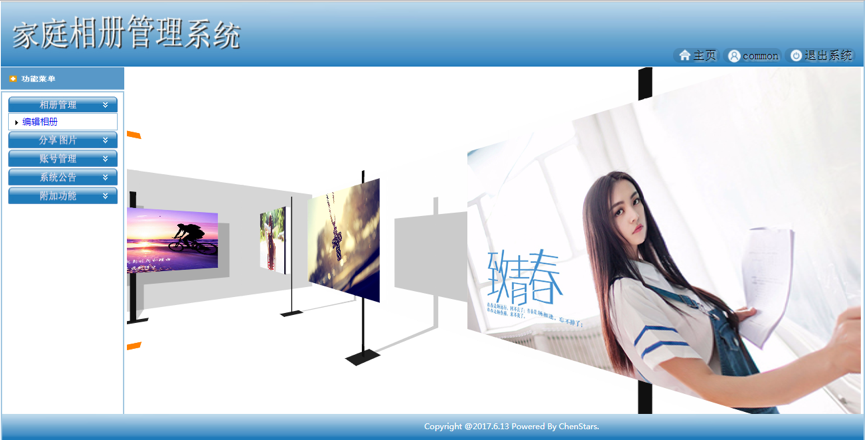 家庭相册管理系统
主页 common 退出系统
功能菜单
相册管理
编辑相册
分享图片
账号管理
系统公告
附加功能
致青春
Copyright @2017.6.13 Powered By ChenStars.